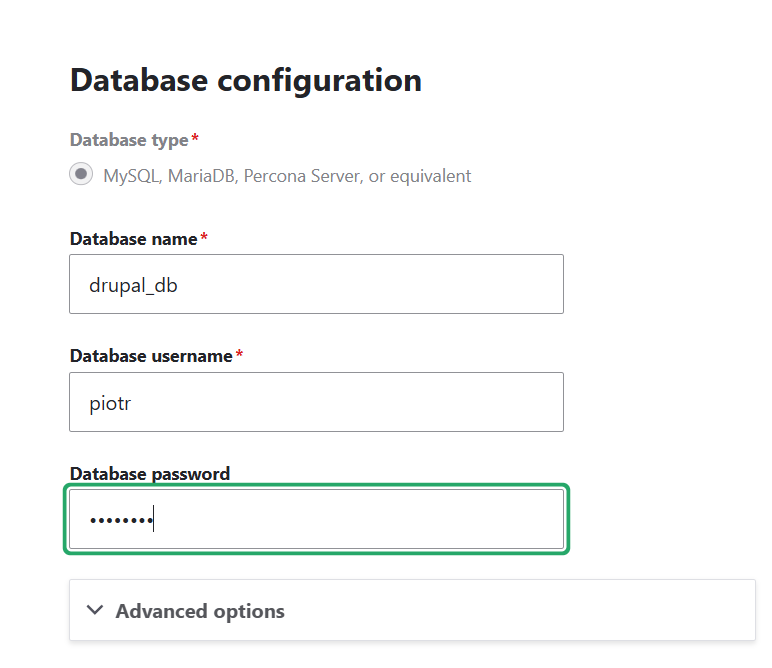 Database configuration
Database type*
MySQL, MariaDB, Percona Server, or equivalent
Database name*
drupal_db
Database username*
piotr
Database password
••••••••
Advanced options